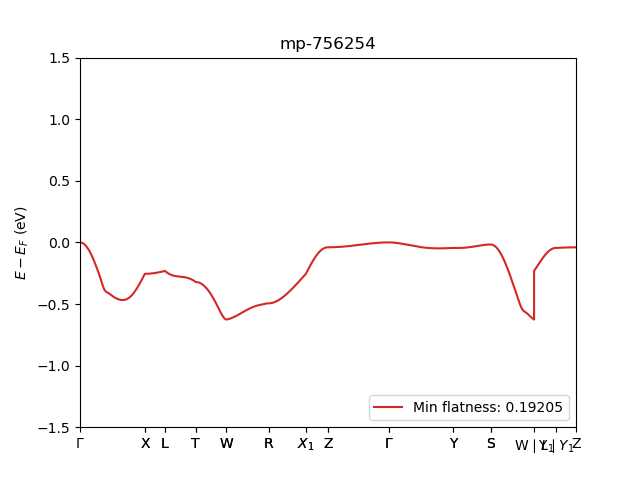 mp-756254
E − E_F (eV)
1.5
1.0
0.5
0.0
−0.5
−1.0
−1.5
Min flatness: 0.19205
Γ X L T W R X₁ Z Γ Y S W | Y₁ Z